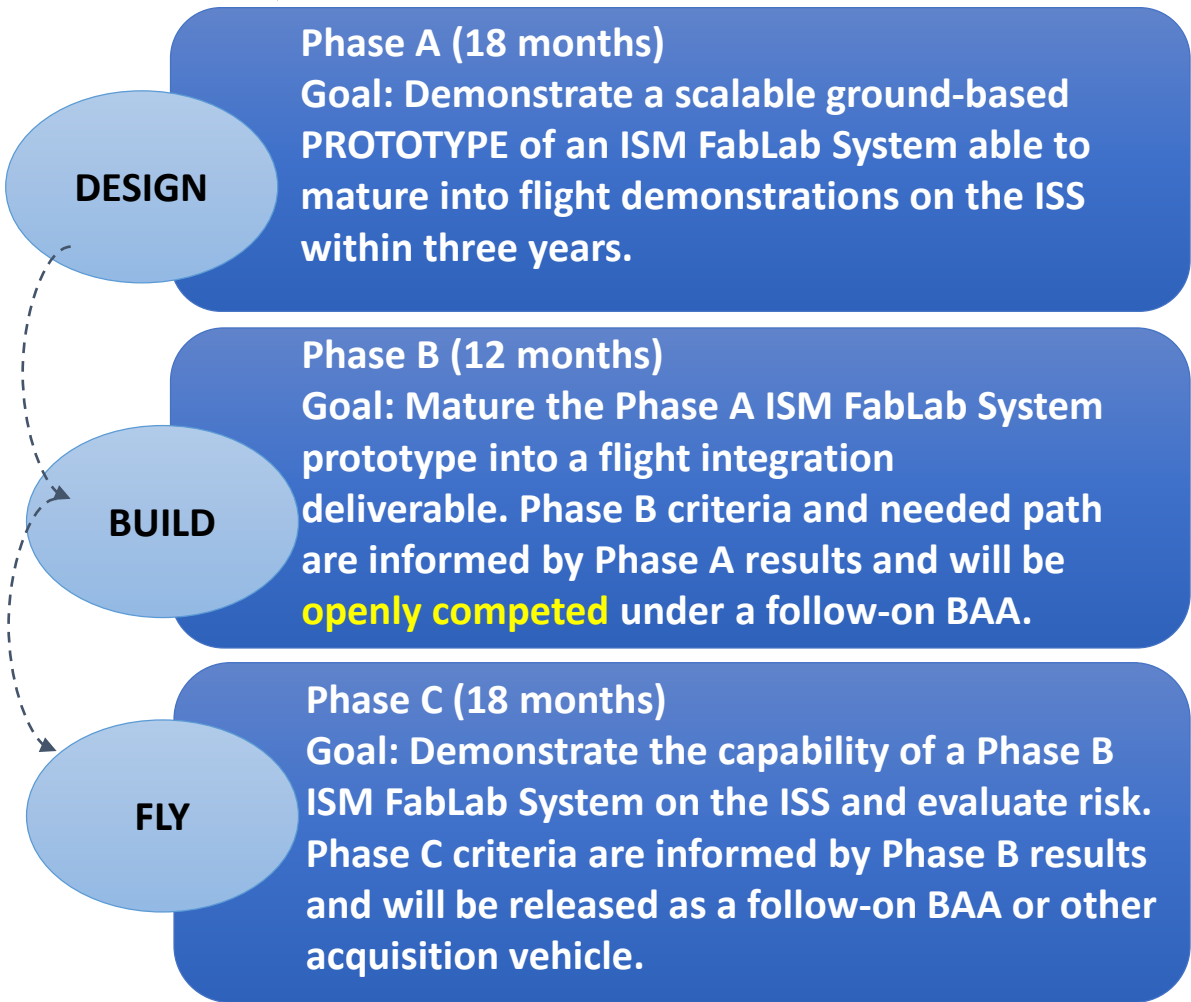 DESIGN
Phase A (18 months)
Goal: Demonstrate a scalable ground-based
PROTOTYPE of an ISM FabLab System able to
mature into flight demonstrations on the ISS
within three years.
BUILD
Phase B (12 months)
Goal: Mature the Phase A ISM FabLab System
prototype into a flight integration
deliverable. Phase B criteria and needed path
are informed by Phase A results and will be
openly competed under a follow-on BAA.
FLY
Phase C (18 months)
Goal: Demonstrate the capability of a Phase B
ISM FabLab System on the ISS and evaluate risk.
Phase C criteria are informed by Phase B results
and will be released as a follow-on BAA or other
acquisition vehicle.